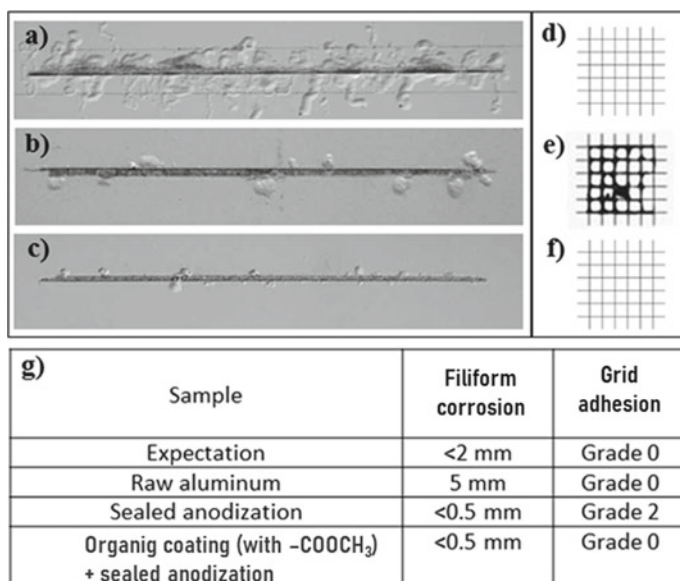 a)
b)
c)
d)
e)
f)
g)
Sample
Filiform
corrosion
Grid
adhesion
Expectation
<2 mm
Grade 0
Raw aluminum
5 mm
Grade 0
Sealed anodization
<0.5 mm
Grade 2
Organig coating (with –COOCH₃)
+ sealed anodization
<0.5 mm
Grade 0